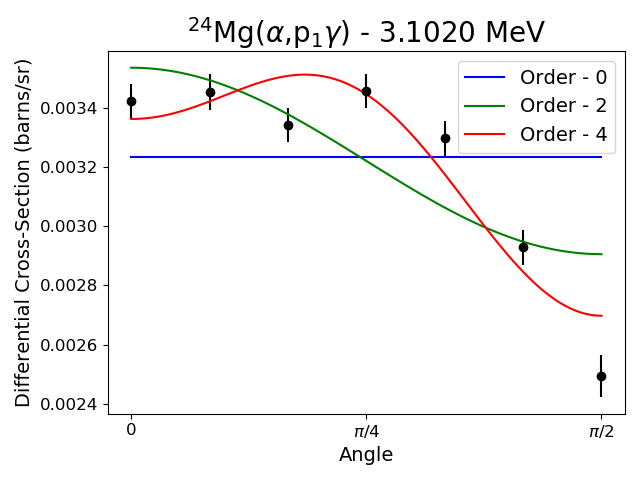 ²⁴Mg(α,p₁γ) - 3.1020 MeV
Order - 0
Order - 2
Order - 4
Differential Cross-Section (barns/sr)
0.0034
0.0032
0.0030
0.0028
0.0026
0.0024
0 π/4 π/2
Angle